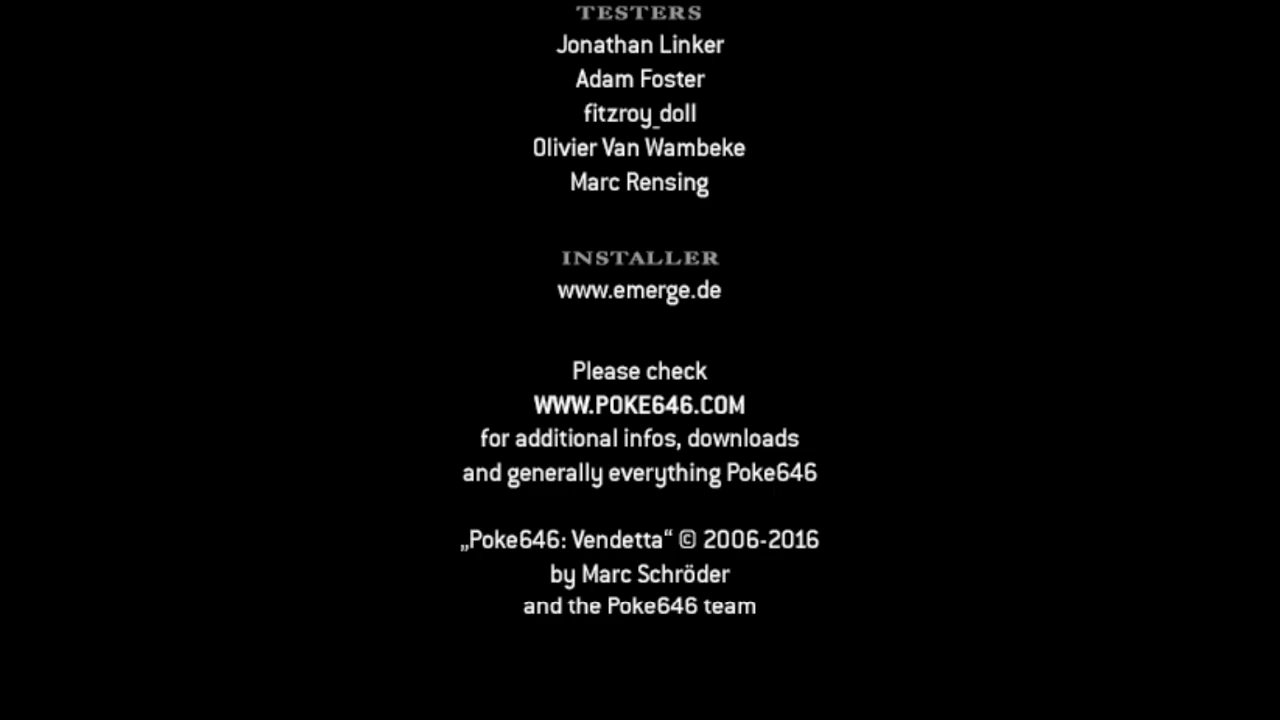 TESTERS
Jonathan Linker
Adam Foster
fitzroy_doll
Olivier Van Wambeke
Marc Rensing
INSTALLER
www.emerge.de
Please check
WWW.POKE646.COM
for additional infos, downloads
and generally everything Poke646
„Poke646: Vendetta“ © 2006-2016
by Marc Schröder
and the Poke646 team